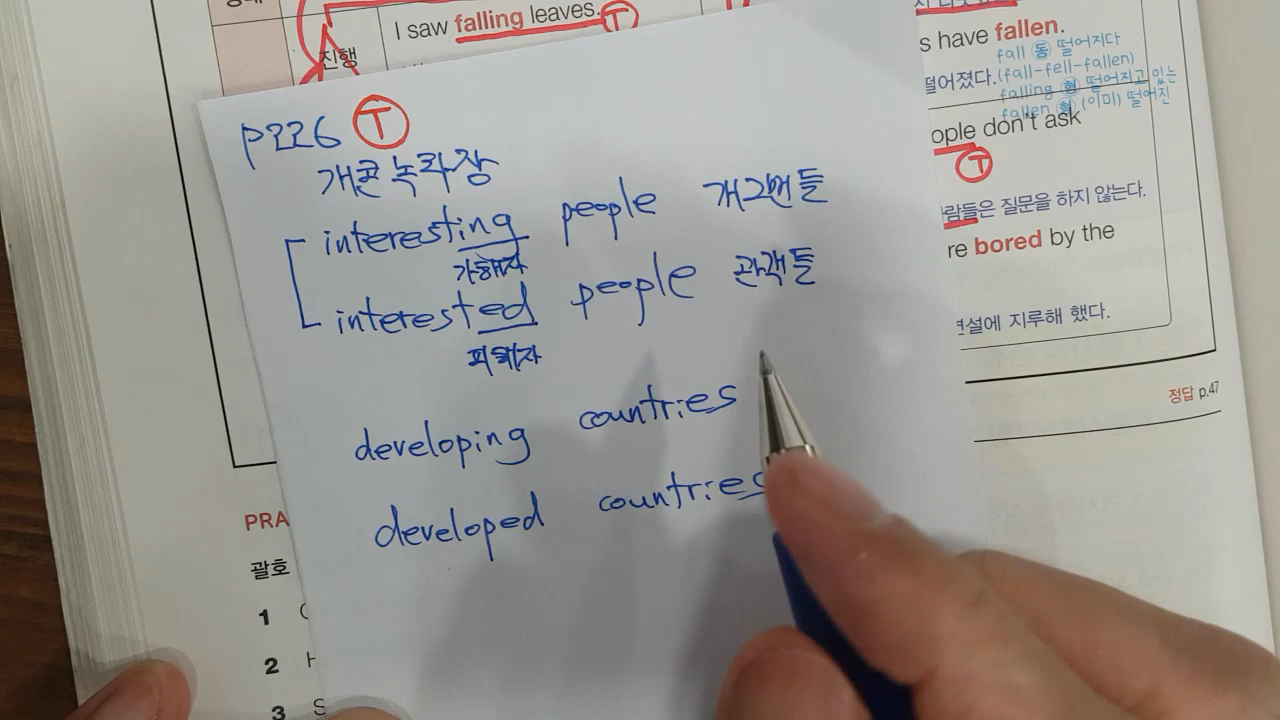 진행
I saw falling leaves. T
s have fallen.
fall 동 떨어지다
떨어졌다.(fall-fell-fallen)
falling 형 떨어지고 있는
fallen 형 (이미) 떨어진
ople don't ask
T
사람들은 질문을 하지 않는다.
re bored by the
연설에 지루해 했다.
정답 p.47
p226 T
개콘 녹화장
interesting people 개그맨들
가해자
interested people 관객들
피해자
developing countries
developed countries
PRA
괄호
1
2 H
3 S